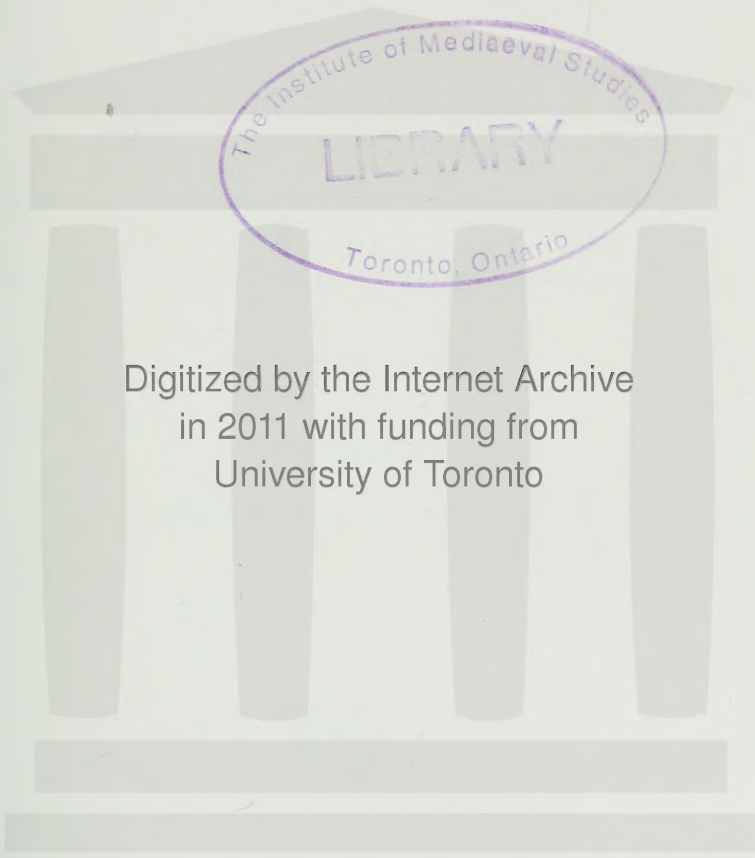 The Institute of Mediaeval Studies
LIBRARY
Toronto, Ontario
Digitized by the Internet Archive
in 2011 with funding from
University of Toronto